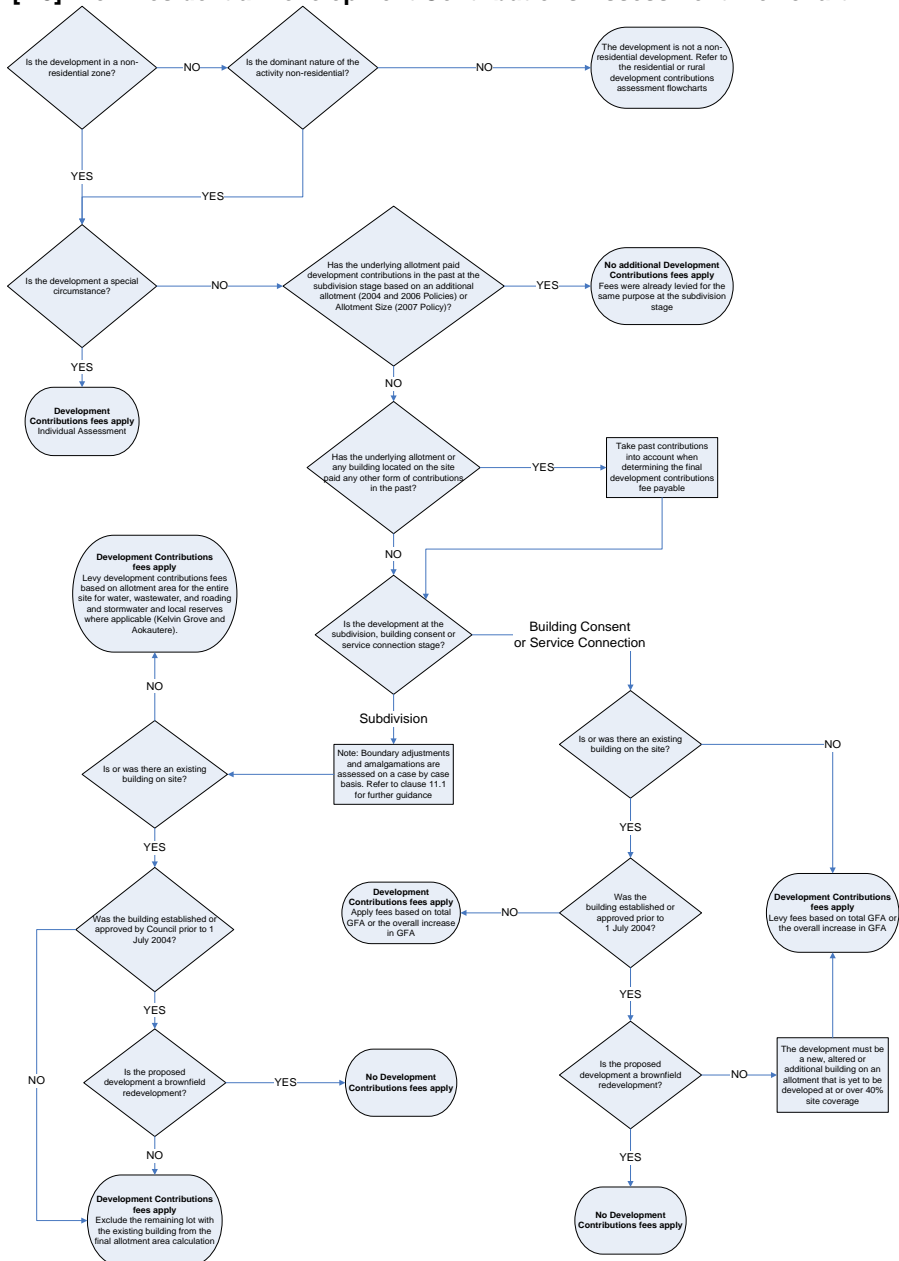 Is the development in a non-
residential zone?
NO
Is the dominant nature of the
activity non-residential?
NO
The development is not a non-
residential development. Refer to
the residential or rural
development contributions
assessment flowcharts
YES
YES
Is the development a special
circumstance?
NO
Has the underlying allotment paid
development contributions in the past at the
subdivision stage based on an additional
allotment (2004 and 2006 Policies) or
Allotment Size (2007 Policy)?
YES
No additional Development
Contributions fees apply
Fees were already levied for the
same purpose at the subdivision
stage
YES
Development
Contributions fees apply
Individual Assessment
NO
Has the underlying allotment or
any building located on the site
paid any other form of contributions
in the past?
YES
Take past contributions
into account when
determining the final
development contributions
fee payable
NO
Development Contributions
fees apply
Levy development contributions fees
based on allotment area for the entire
site for water, wastewater, and roading
and stormwater and local reserves
where applicable (Kelvin Grove and
Aokautere).
Is the development at the
subdivision, building consent or
service connection stage?
Building Consent
or Service Connection
NO
Subdivision
Is or was there an existing
building on site?
Note: Boundary adjustments
and amalgamations are
assessed on a case by case
basis. Refer to clause 11.1
for further guidance
Is or was there an existing
building on the site?
NO
YES
YES
Was the building established or
approved by Council prior to 1
July 2004?
Development
Contributions fees apply
Apply fees based on total
GFA or the overall increase
in GFA
NO
Was the
building established or
approved prior to
1 July 2004?
Development Contributions
fees apply
Levy fees based on total GFA or
the overall increase in GFA
YES
YES
NO
Is the proposed
development a brownfield
redevelopment?
YES
No Development
Contributions fees apply
Is the proposed
development a brownfield
redevelopment?
NO
The development must be
a new, altered or
additional building on an
allotment that is yet to be
developed at or over 40%
site coverage
NO
YES
Development Contributions
fees apply
Exclude the remaining lot with
the existing building from the
final allotment area calculation
No Development
Contributions fees apply